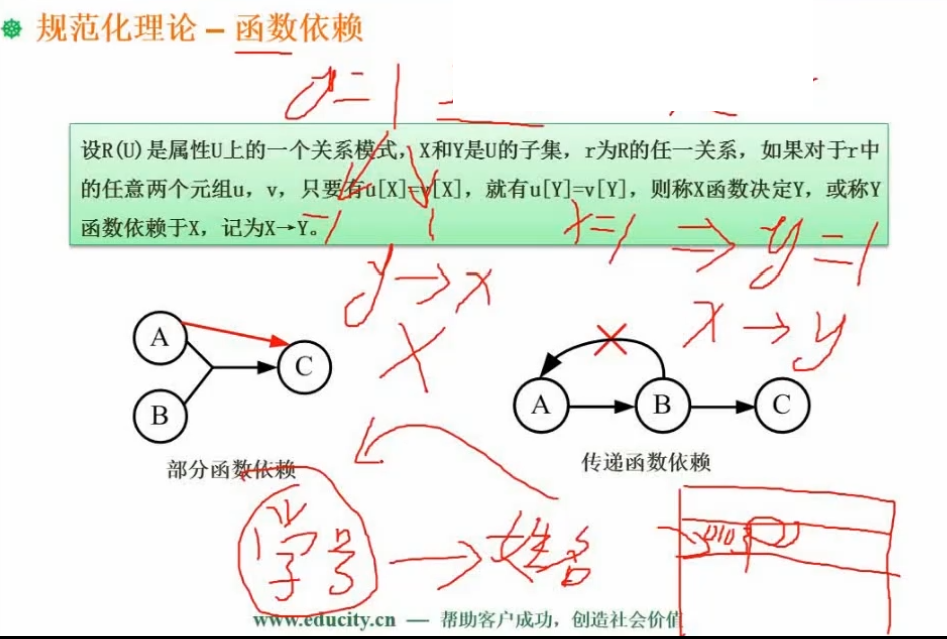 规范化理论 – 函数依赖
y=1
设R(U)是属性U上的一个关系模式，X和Y是U的子集，r为R的任一关系，如果对于r中
的任意两个元组u，v，只要有u[X]=v[X]，就有u[Y]=v[Y]，则称X函数决定Y，或称Y
函数依赖于X，记为X→Y。
x=1 ⇒ y=1
y→x
x→y
A
B
C
部分函数依赖
A
B
C
传递函数依赖
学号 → 姓名
www.educity.cn — 帮助客户成功，创造社会价值